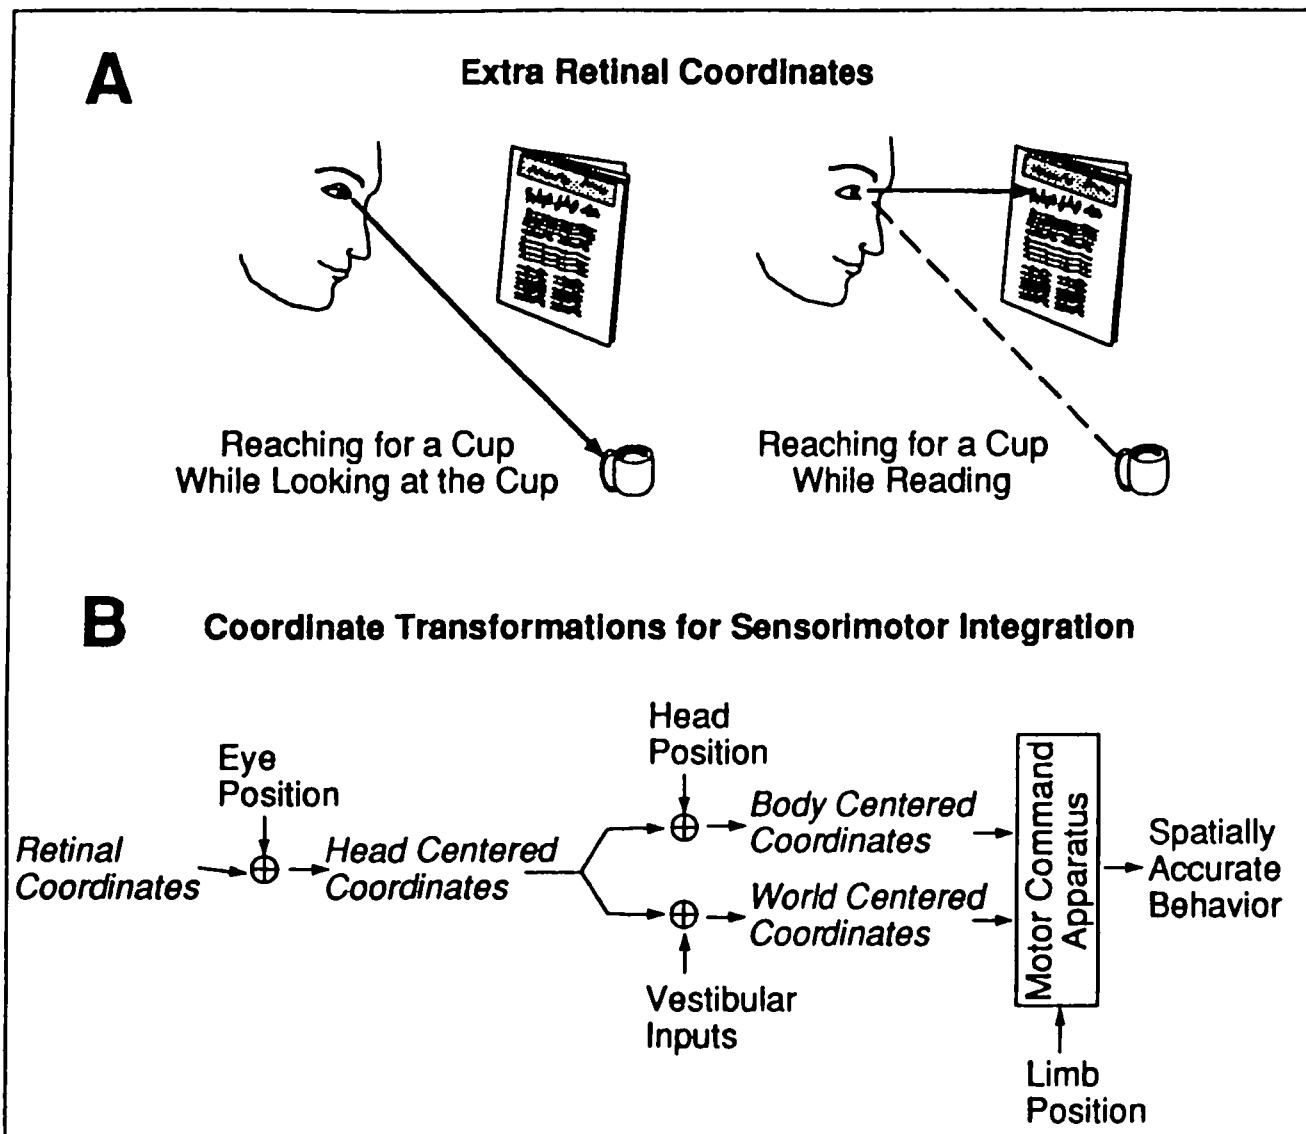 A
Extra Retinal Coordinates
Reaching for a Cup
While Looking at the Cup
Reaching for a Cup
While Reading
B
Coordinate Transformations for Sensorimotor Integration
Retinal
Coordinates
Eye
Position
Head Centered
Coordinates
Head
Position
Body Centered
Coordinates
World Centered
Coordinates
Vestibular
Inputs
Motor Command
Apparatus
Limb
Position
Spatially
Accurate
Behavior